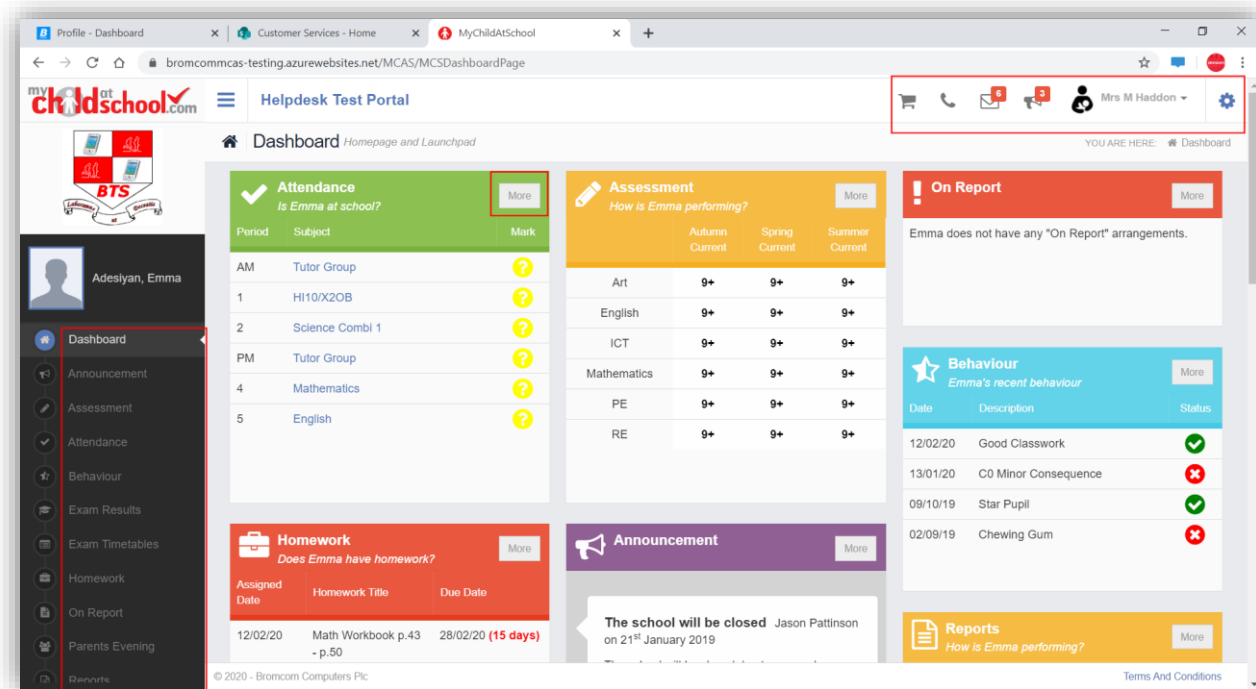 Profile - Dashboard
Customer Services - Home
MyChildAtSchool
bromcommcas-testing.azurewebsites.net/MCAS/MCSDashboardPage
my child at school.com
Helpdesk Test Portal
6
3
Mrs M Haddon
Dashboard Homepage and Launchpad
YOU ARE HERE: Dashboard
BTS
Adesiyan, Emma
Dashboard
Announcement
Assessment
Attendance
Behaviour
Exam Results
Exam Timetables
Homework
On Report
Parents Evening
Reports
Attendance
More
Is Emma at school?
Period Subject Mark
AM Tutor Group ?
1 HI10/X2OB ?
2 Science Combi 1 ?
PM Tutor Group ?
4 Mathematics ?
5 English ?
Assessment
More
How is Emma performing?
Autumn Current Spring Current Summer Current
Art 9+ 9+ 9+
English 9+ 9+ 9+
ICT 9+ 9+ 9+
Mathematics 9+ 9+ 9+
PE 9+ 9+ 9+
RE 9+ 9+ 9+
On Report
More
Emma does not have any "On Report" arrangements.
Behaviour
More
Emma's recent behaviour
Date Description Status
12/02/20 Good Classwork
13/01/20 C0 Minor Consequence
09/10/19 Star Pupil
02/09/19 Chewing Gum
Homework
More
Does Emma have homework?
Assigned Date Homework Title Due Date
12/02/20 Math Workbook p.43 28/02/20 (15 days)
- p.50
Announcement
More
The school will be closed Jason Pattinson
on 21st January 2019
Reports
More
How is Emma performing?
© 2020 - Bromcom Computers Plc
Terms And Conditions